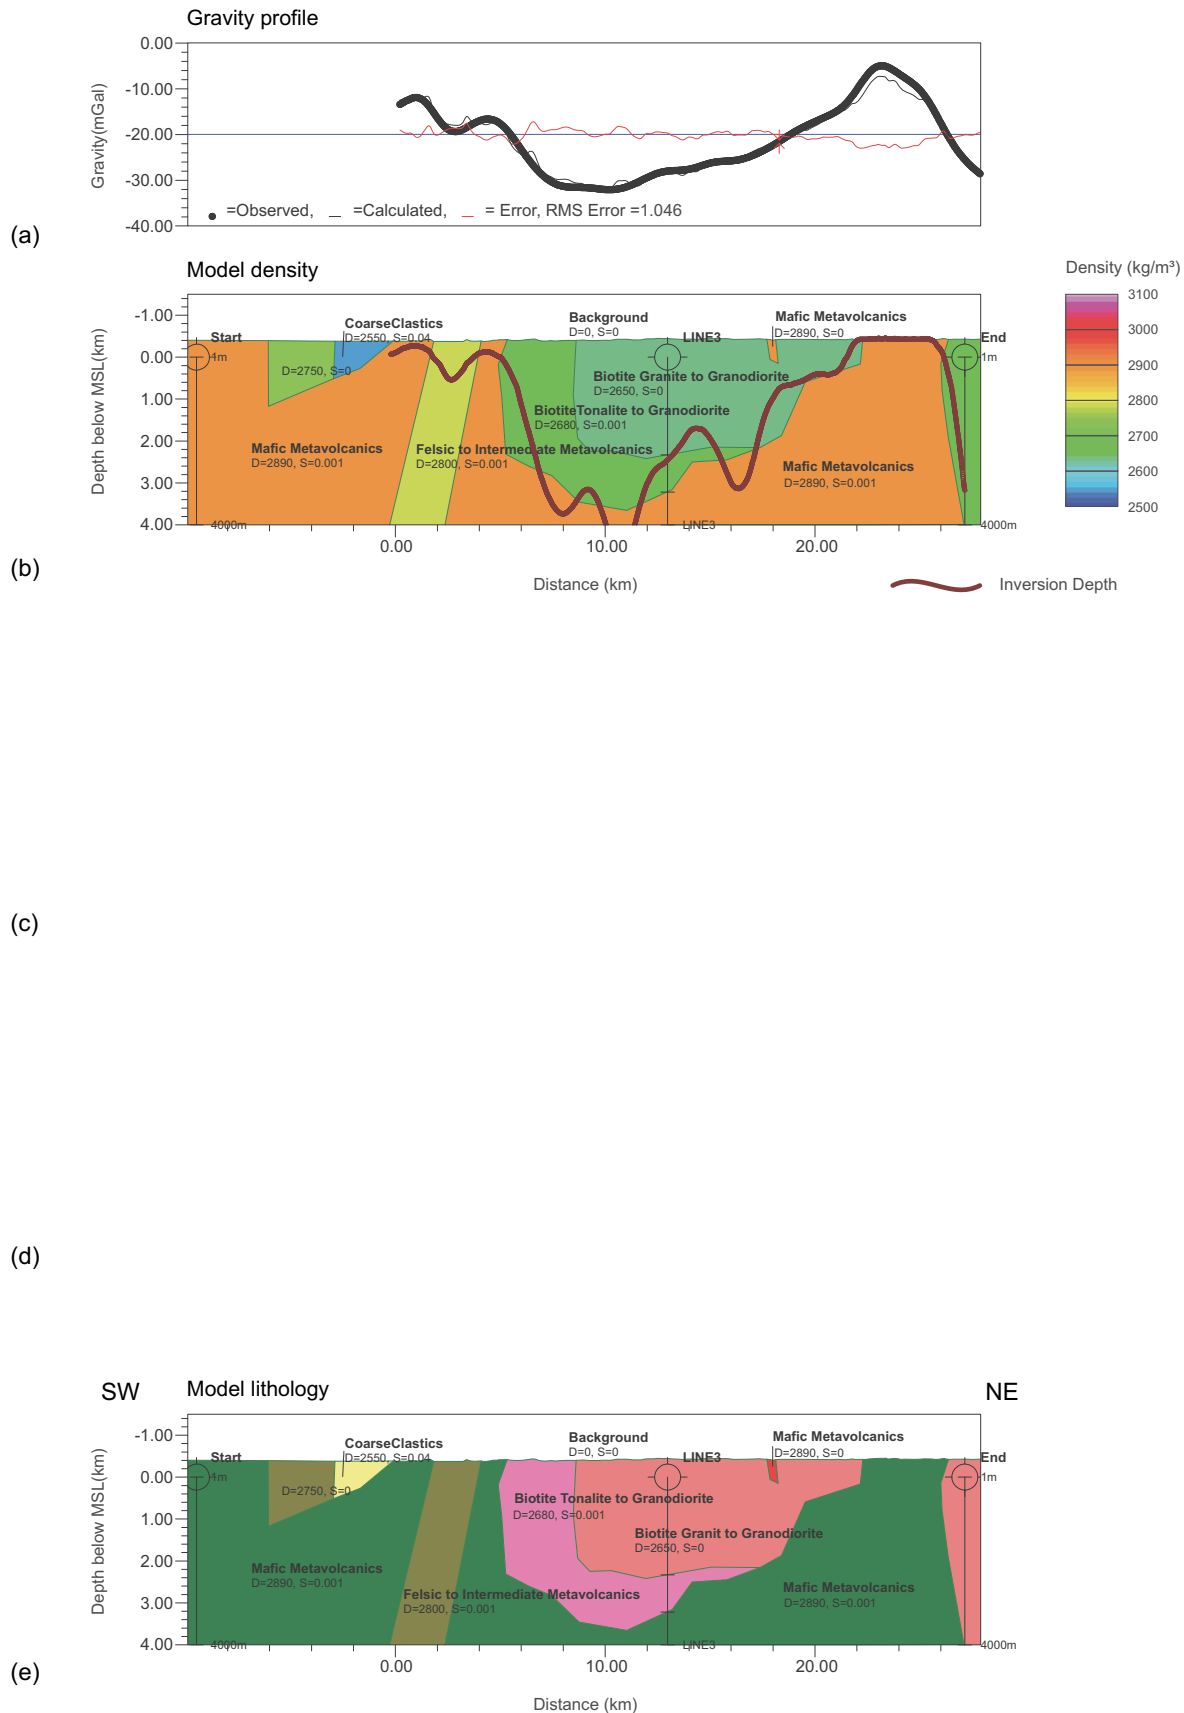 Gravity profile
0.00
-10.00
-20.00
-30.00
-40.00
Gravity(mGal)
=Observed, =Calculated, = Error, RMS Error =1.046
(a)
Model density
Density (kg/m³)
3100
3000
2900
2800
2700
2600
2500
-1.00
0.00
1.00
2.00
3.00
4.00
Depth below MSL(km)
Start
1m
CoarseClastics
D=2550, S=0.04
D=2750, S=0
Background
D=0, S=0
LINE3
Mafic Metavolcanics
D=2890, S=0
End
1m
Biotite Granite to Granodiorite
D=2650, S=0
BiotiteTonalite to Granodiorite
D=2680, S=0.001
Mafic Metavolcanics
D=2890, S=0.001
Felsic to Intermediate Metavolcanics
D=2800, S=0.001
Mafic Metavolcanics
D=2890, S=0.001
4000m
LINE3
4000m
0.00
10.00
20.00
(b)
Distance (km)
Inversion Depth
(c)
(d)
SW
Model lithology
NE
-1.00
0.00
1.00
2.00
3.00
4.00
Depth below MSL(km)
Start
1m
CoarseClastics
D=2550, S=0.04
D=2750, S=0
Background
D=0, S=0
LINE3
Mafic Metavolcanics
D=2890, S=0
End
1m
Biotite Tonalite to Granodiorite
D=2680, S=0.001
Biotite Granit to Granodiorite
D=2650, S=0
Mafic Metavolcanics
D=2890, S=0.001
Felsic to Intermediate Metavolcanics
D=2800, S=0.001
Mafic Metavolcanics
D=2890, S=0.001
4000m
LINE3
4000m
0.00
10.00
20.00
(e)
Distance (km)